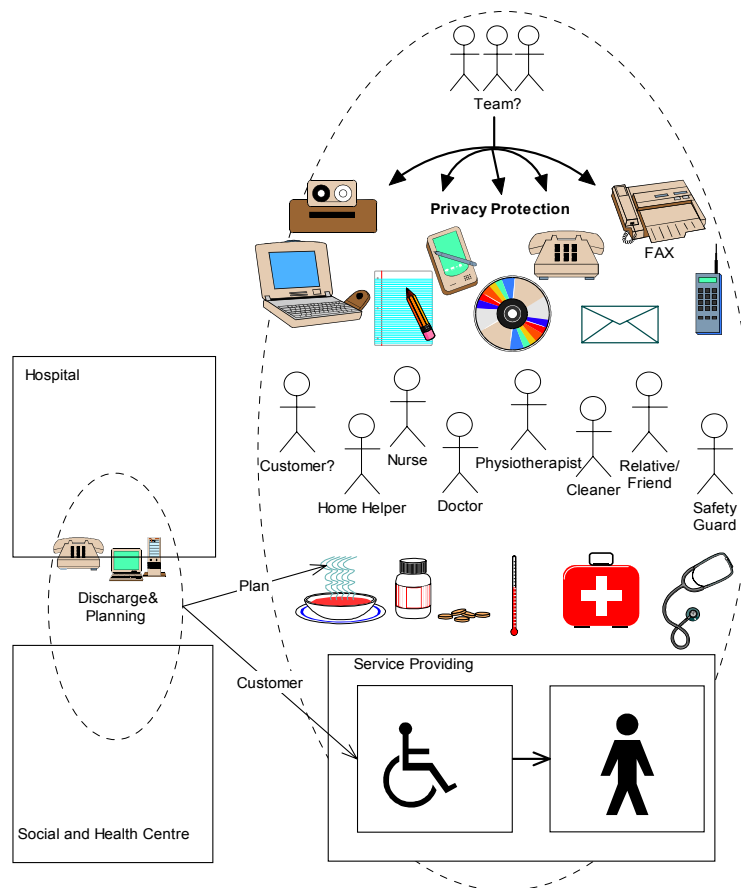 Team?
Privacy Protection
FAX
Hospital
Customer?
Nurse
Physiotherapist
Relative/
Friend
Home Helper
Doctor
Cleaner
Safety
Guard
Discharge&
Planning
Plan
Customer
Service Providing
Social and Health Centre